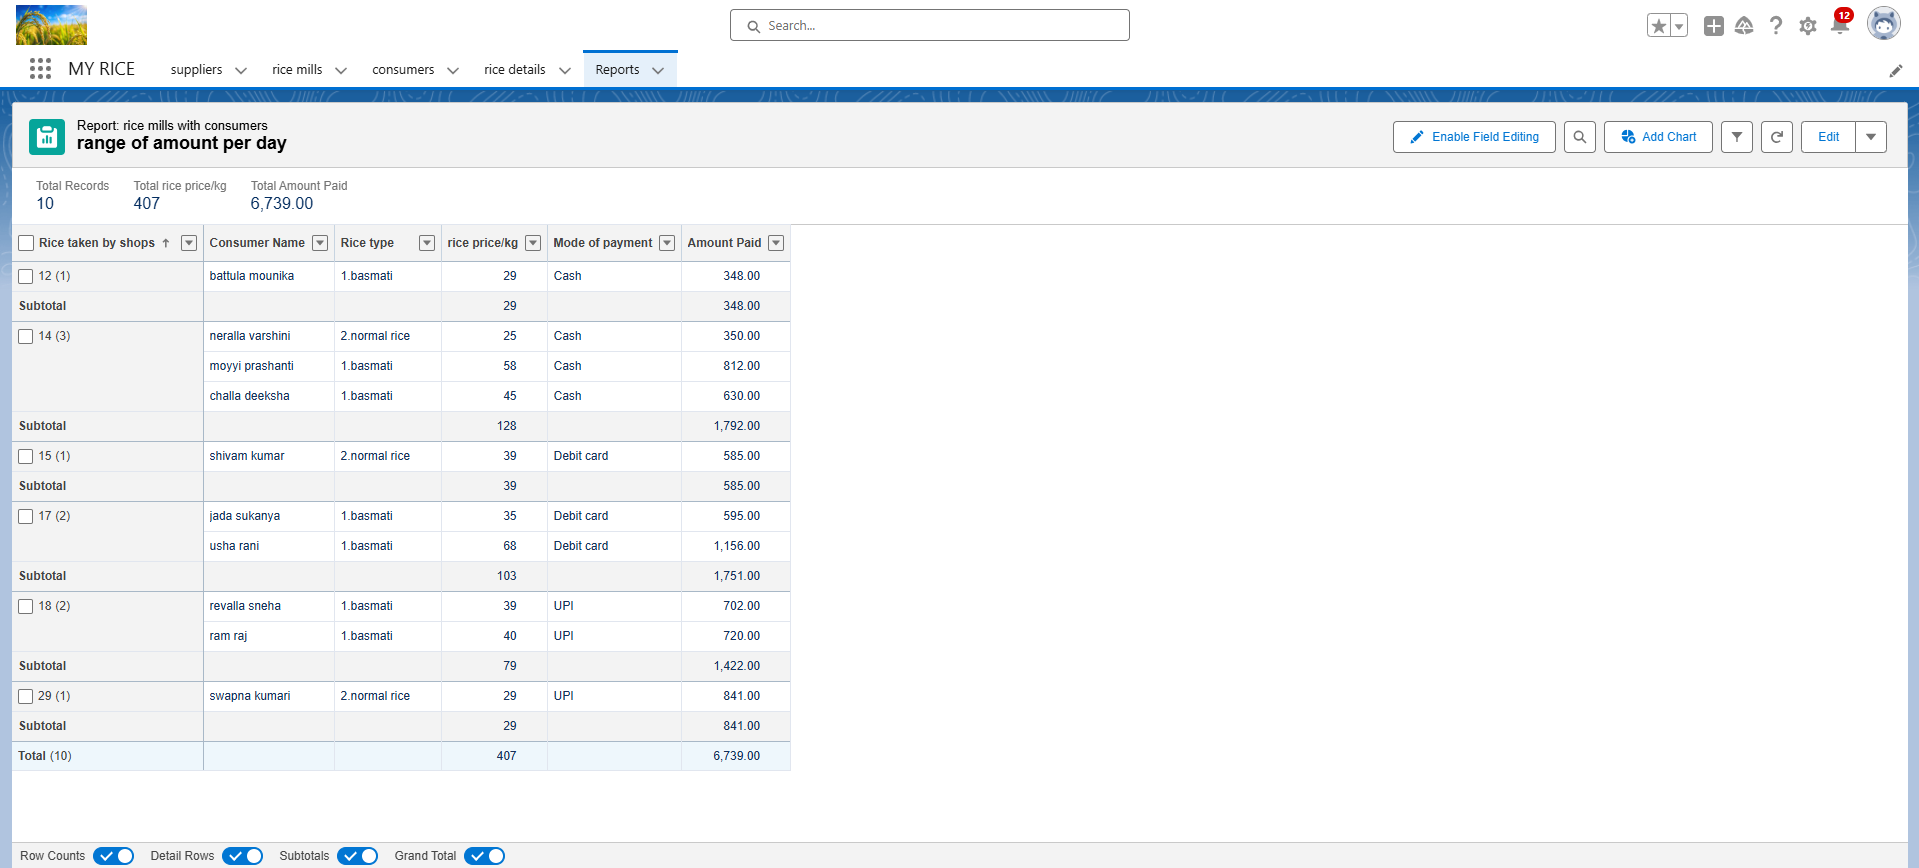 Search...
12
MY RICE suppliers rice mills consumers rice details Reports
Report: rice mills with consumers
range of amount per day
Enable Field Editing Add Chart Edit
Total Records Total rice price/kg Total Amount Paid
10 407 6,739.00
Rice taken by shops ↑ Consumer Name Rice type rice price/kg Mode of payment Amount Paid
12 (1) battula mounika 1.basmati 29 Cash 348.00
Subtotal 29 348.00
14 (3) neralla varshini 2.normal rice 25 Cash 350.00
moyyi prashanti 1.basmati 58 Cash 812.00
challa deeksha 1.basmati 45 Cash 630.00
Subtotal 128 1,792.00
15 (1) shivam kumar 2.normal rice 39 Debit card 585.00
Subtotal 39 585.00
17 (2) jada sukanya 1.basmati 35 Debit card 595.00
usha rani 1.basmati 68 Debit card 1,156.00
Subtotal 103 1,751.00
18 (2) revalla sneha 1.basmati 39 UPI 702.00
ram raj 1.basmati 40 UPI 720.00
Subtotal 79 1,422.00
29 (1) swapna kumari 2.normal rice 29 UPI 841.00
Subtotal 29 841.00
Total (10) 407 6,739.00
Row Counts Detail Rows Subtotals Grand Total